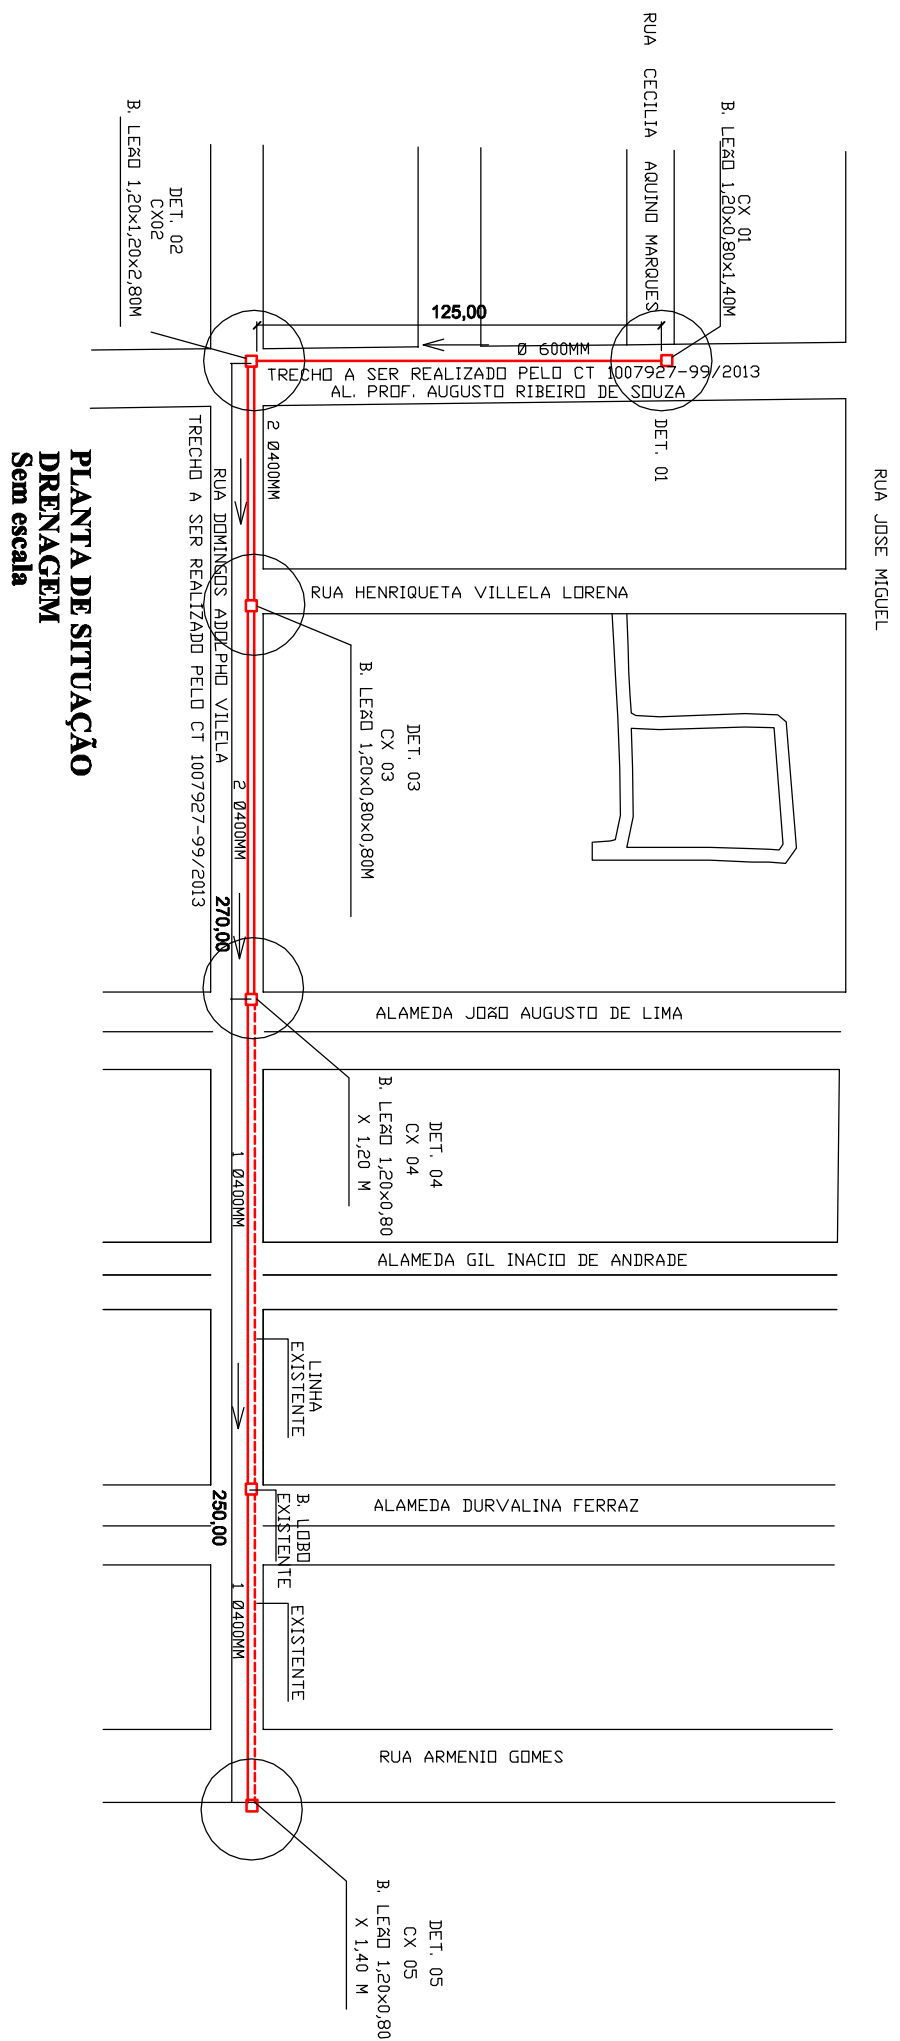 RUA CECILIA AQUINO MARQUES
CX 01
B. LEÃO 1,20x0,80x1,40M
RUA JOSE MIGUEL
DET. 02
CX02
B. LEÃO 1,20x1,20x2,80M
125,00
Ø 600MM
TRECHO A SER REALIZADO PELO CT 1007927-99/2013
AL. PROF. AUGUSTO RIBEIRO DE SOUZA
DET. 01
2 Ø400MM
RUA DOMINGOS ADOLPHO VILELA
TRECHO A SER REALIZADO PELO CT 1007927-99/2013
PLANTA DE SITUAÇÃO
DRENAGEM
Sem escala
RUA HENRIQUETA VILLELA LORENA
DET. 03
CX 03
B. LEÃO 1,20x0,80x0,80M
2 Ø400MM
270,00
ALAMEDA JOÃO AUGUSTO DE LIMA
DET. 04
CX 04
B. LEÃO 1,20x0,80
X 1,20 M
1 Ø400MM
ALAMEDA GIL INACIO DE ANDRADE
LINHA
EXISTENTE
ALAMEDA DURVALINA FERRAZ
B. LOBO
EXISTENTE
250,00
1 Ø400MM
EXISTENTE
RUA ARMENIO GOMES
DET. 05
CX 05
B. LEÃO 1,20x0,80
X 1,40 M